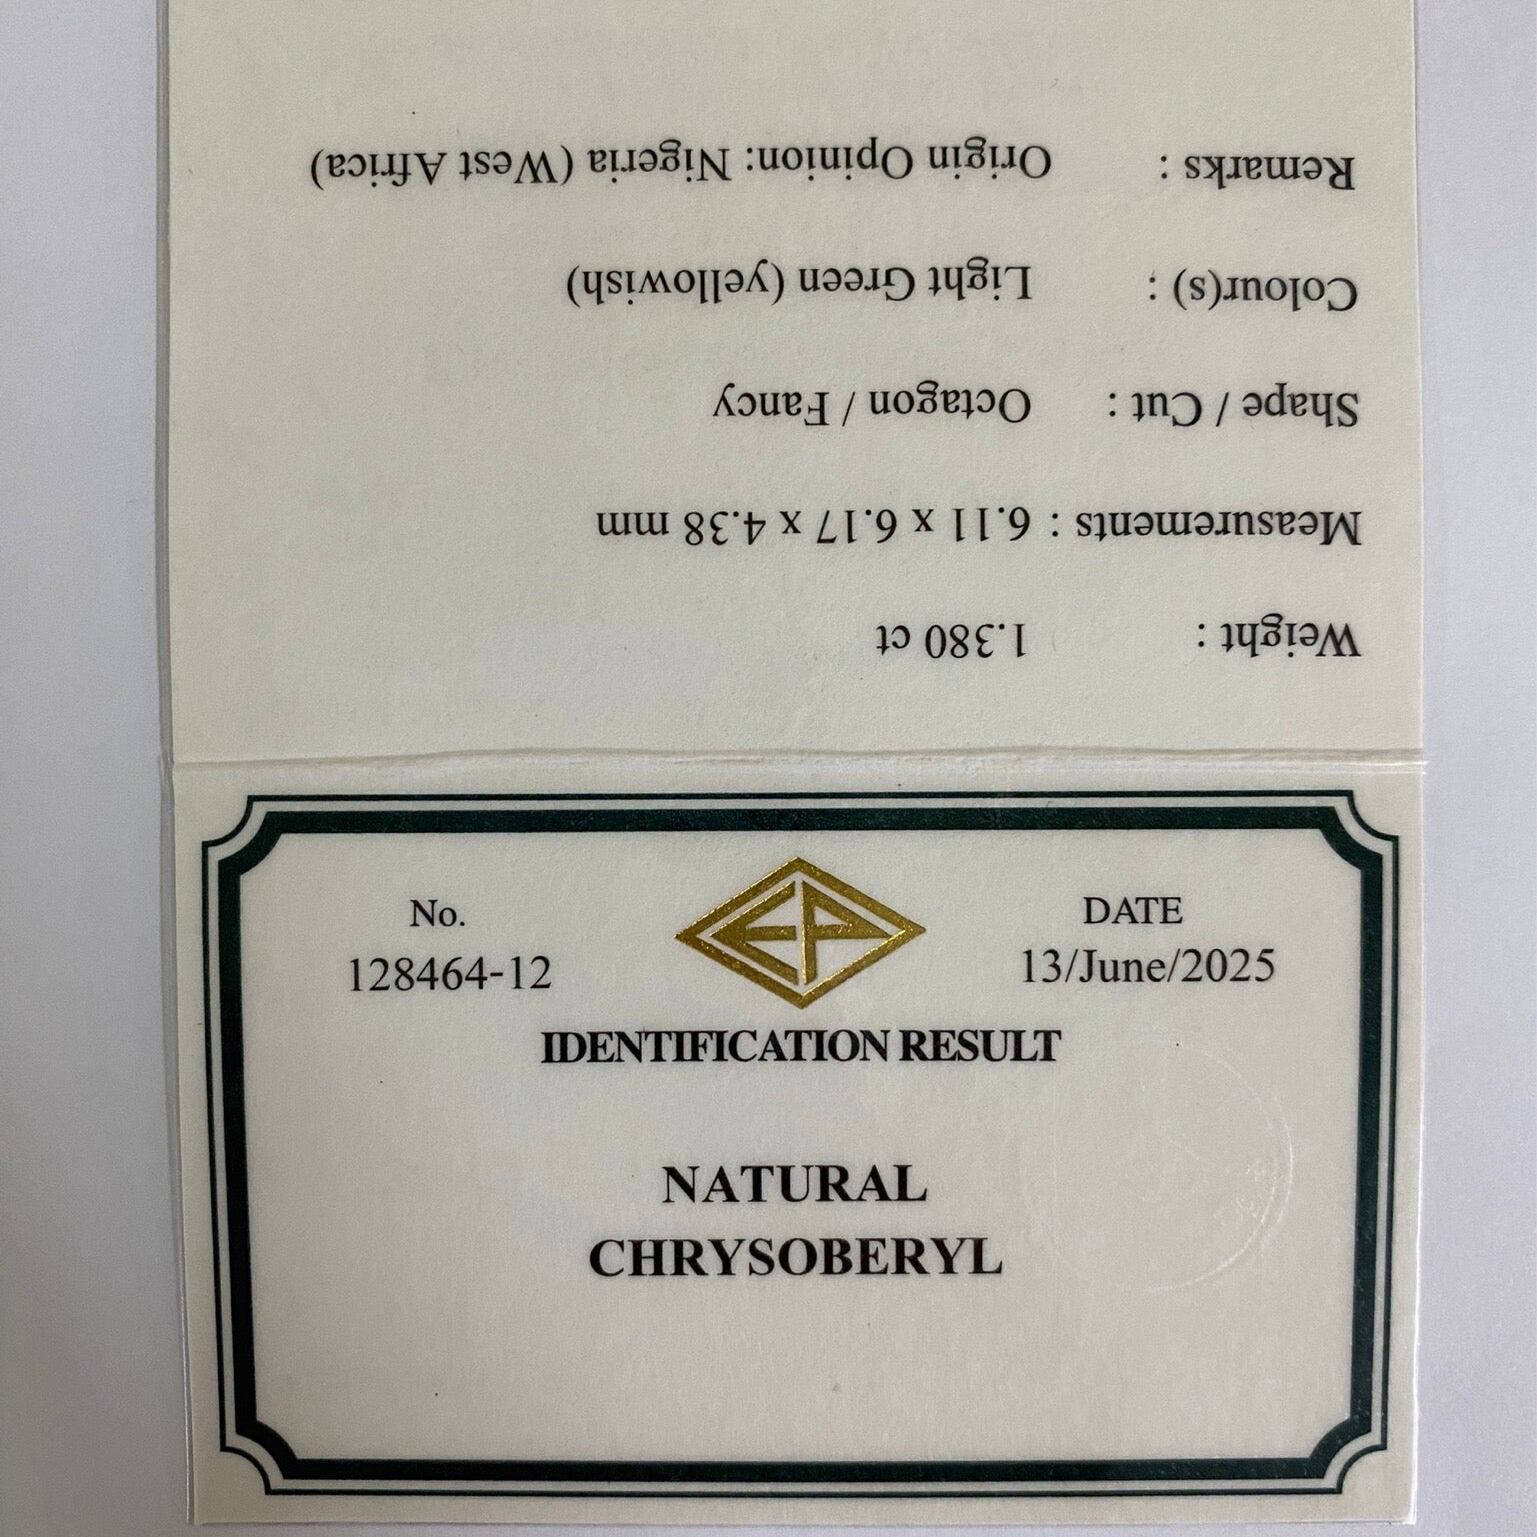 No.
128464-12
EP
DATE
13/June/2025
IDENTIFICATION RESULT
NATURAL
CHRYSOBERYL
Weight : 1.380 ct
Measurements : 6.11 x 6.17 x 4.38 mm
Shape / Cut : Octagon / Fancy
Colour(s) : Light Green (yellowish)
Remarks : Origin Opinion: Nigeria (West Africa)